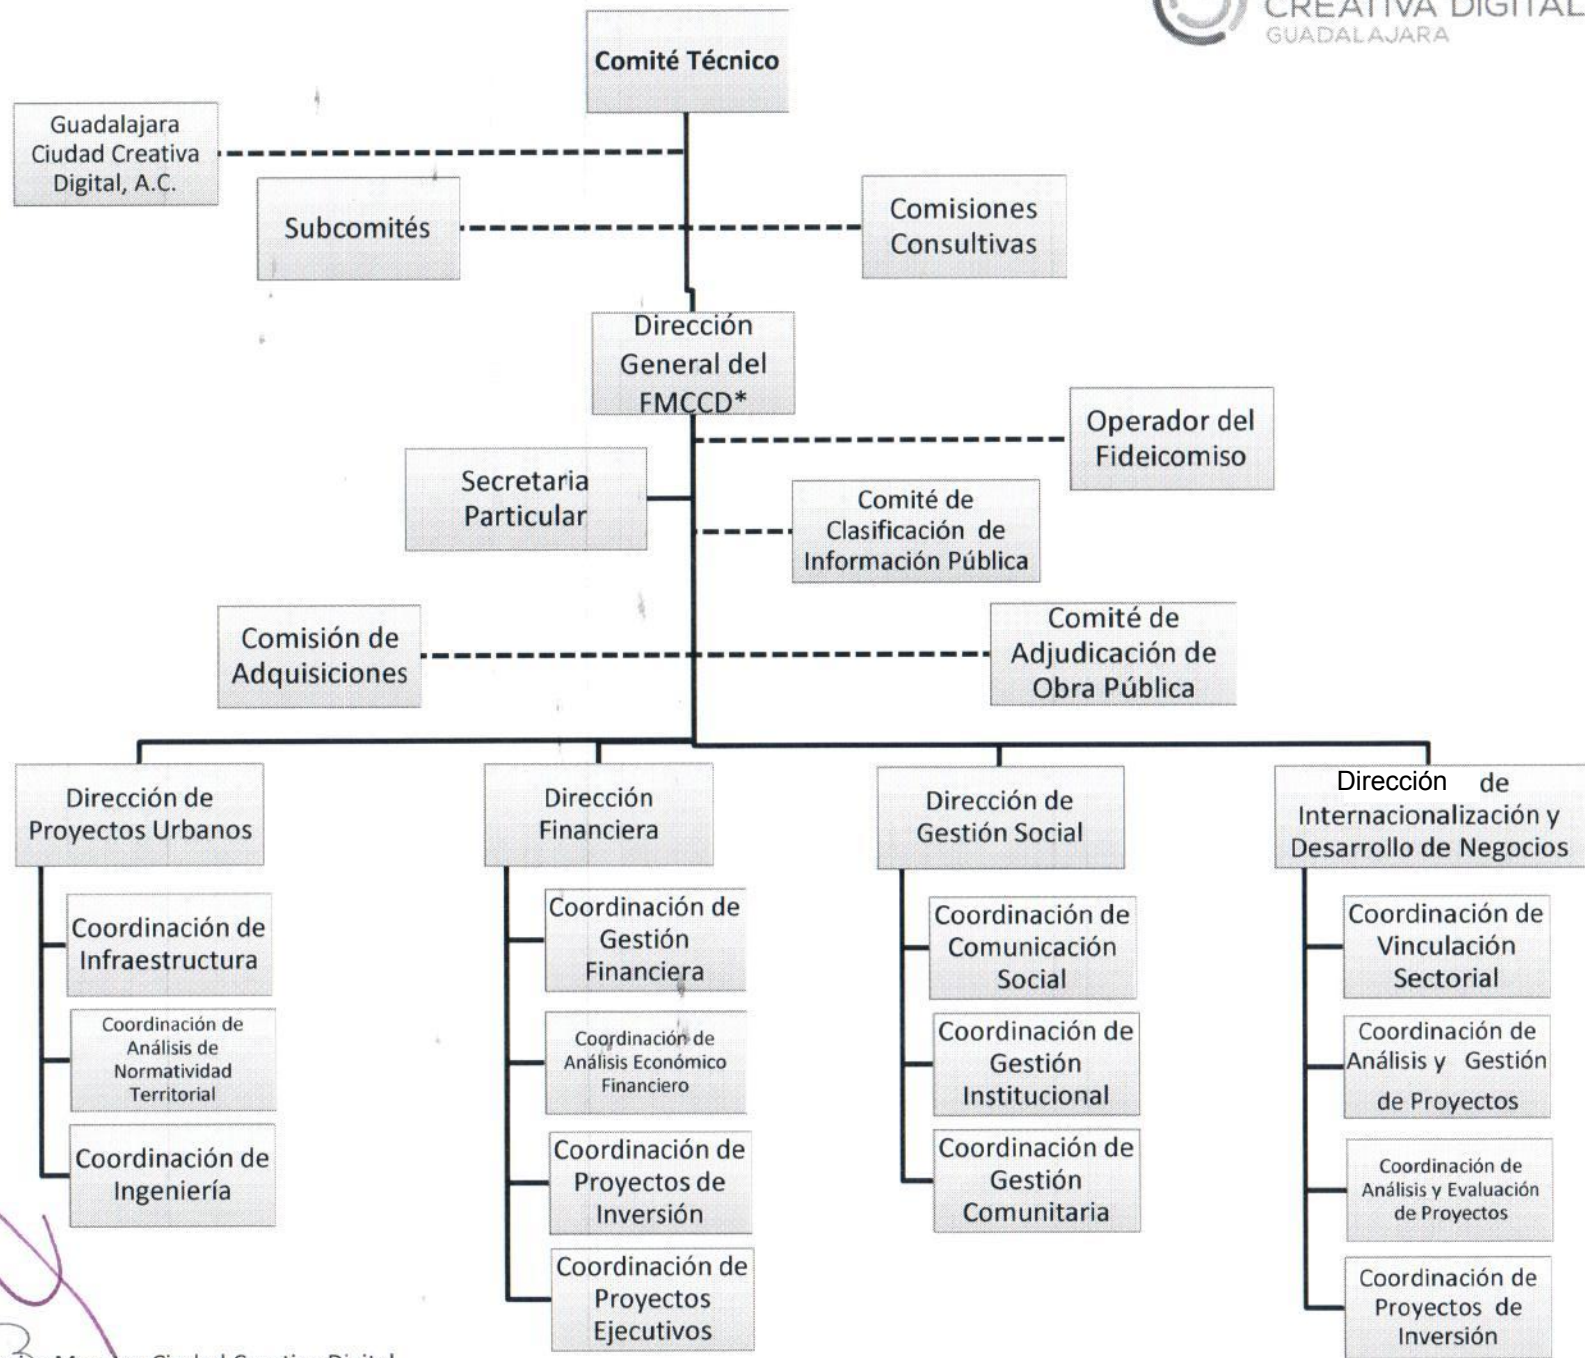 CREATIVA DIGITAL
GUADALAJARA
Comité Técnico
Guadalajara
Ciudad Creativa
Digital, A.C.
Subcomités
Comisiones
Consultivas
Dirección
General del
FMCCD*
Operador del
Fideicomiso
Secretaria
Particular
Comité de
Clasificación de
Información Pública
Comisión de
Adquisiciones
Comité de
Adjudicación de
Obra Pública
Dirección de
Proyectos Urbanos
Dirección
Financiera
Dirección de
Gestión Social
Dirección de
Internacionalización y
Desarrollo de Negocios
Coordinación de
Infraestructura
Coordinación de
Análisis de
Normatividad
Territorial
Coordinación de
Ingeniería
Coordinación de
Gestión
Financiera
Coordinación de
Análisis Económico
Financiero
Coordinación de
Proyectos de
Inversión
Coordinación de
Proyectos
Ejecutivos
Coordinación de
Comunicación
Social
Coordinación de
Gestión
Institucional
Coordinación de
Gestión
Comunitaria
Coordinación de
Vinculación
Sectorial
Coordinación de
Análisis y Gestión
de Proyectos
Coordinación de
Análisis y Evaluación
de Proyectos
Coordinación de
Proyectos de
Inversión
Maestro Ciudad Creativa Digital